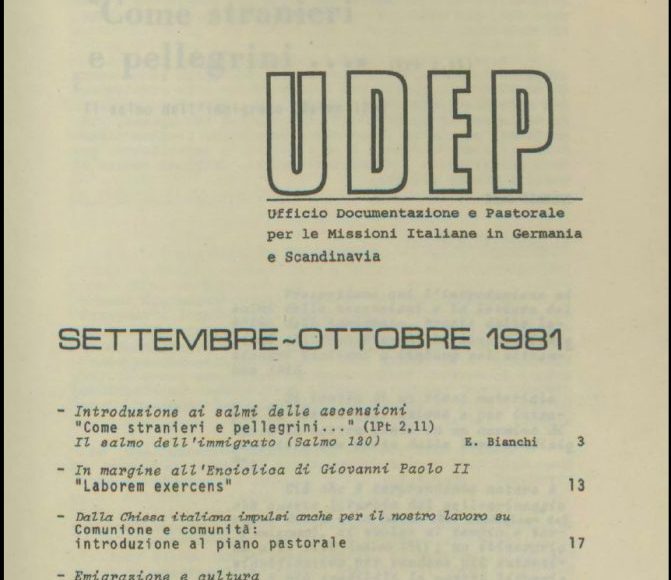 "Come stranieri
e pellegrini ...
UDEP
Ufficio Documentazione e Pastorale
per le Missioni Italiane in Germania
e Scandinavia
SETTEMBRE~OTTOBRE 1981
- Introduzione ai salmi delle ascensioni
"Come stranieri e pellegrini..." (1Pt 2,11)
Il salmo dell'immigrato (Salmo 120) E. Bianchi 3
- In margine all'Enciclica di Giovanni Paolo II
"Laborem exercens" 13
- Dalla Chiesa italiana impulsi anche per il nostro lavoro su
Comunione e comunità:
introduzione al piano pastorale 17
- Emigrazione e cultura